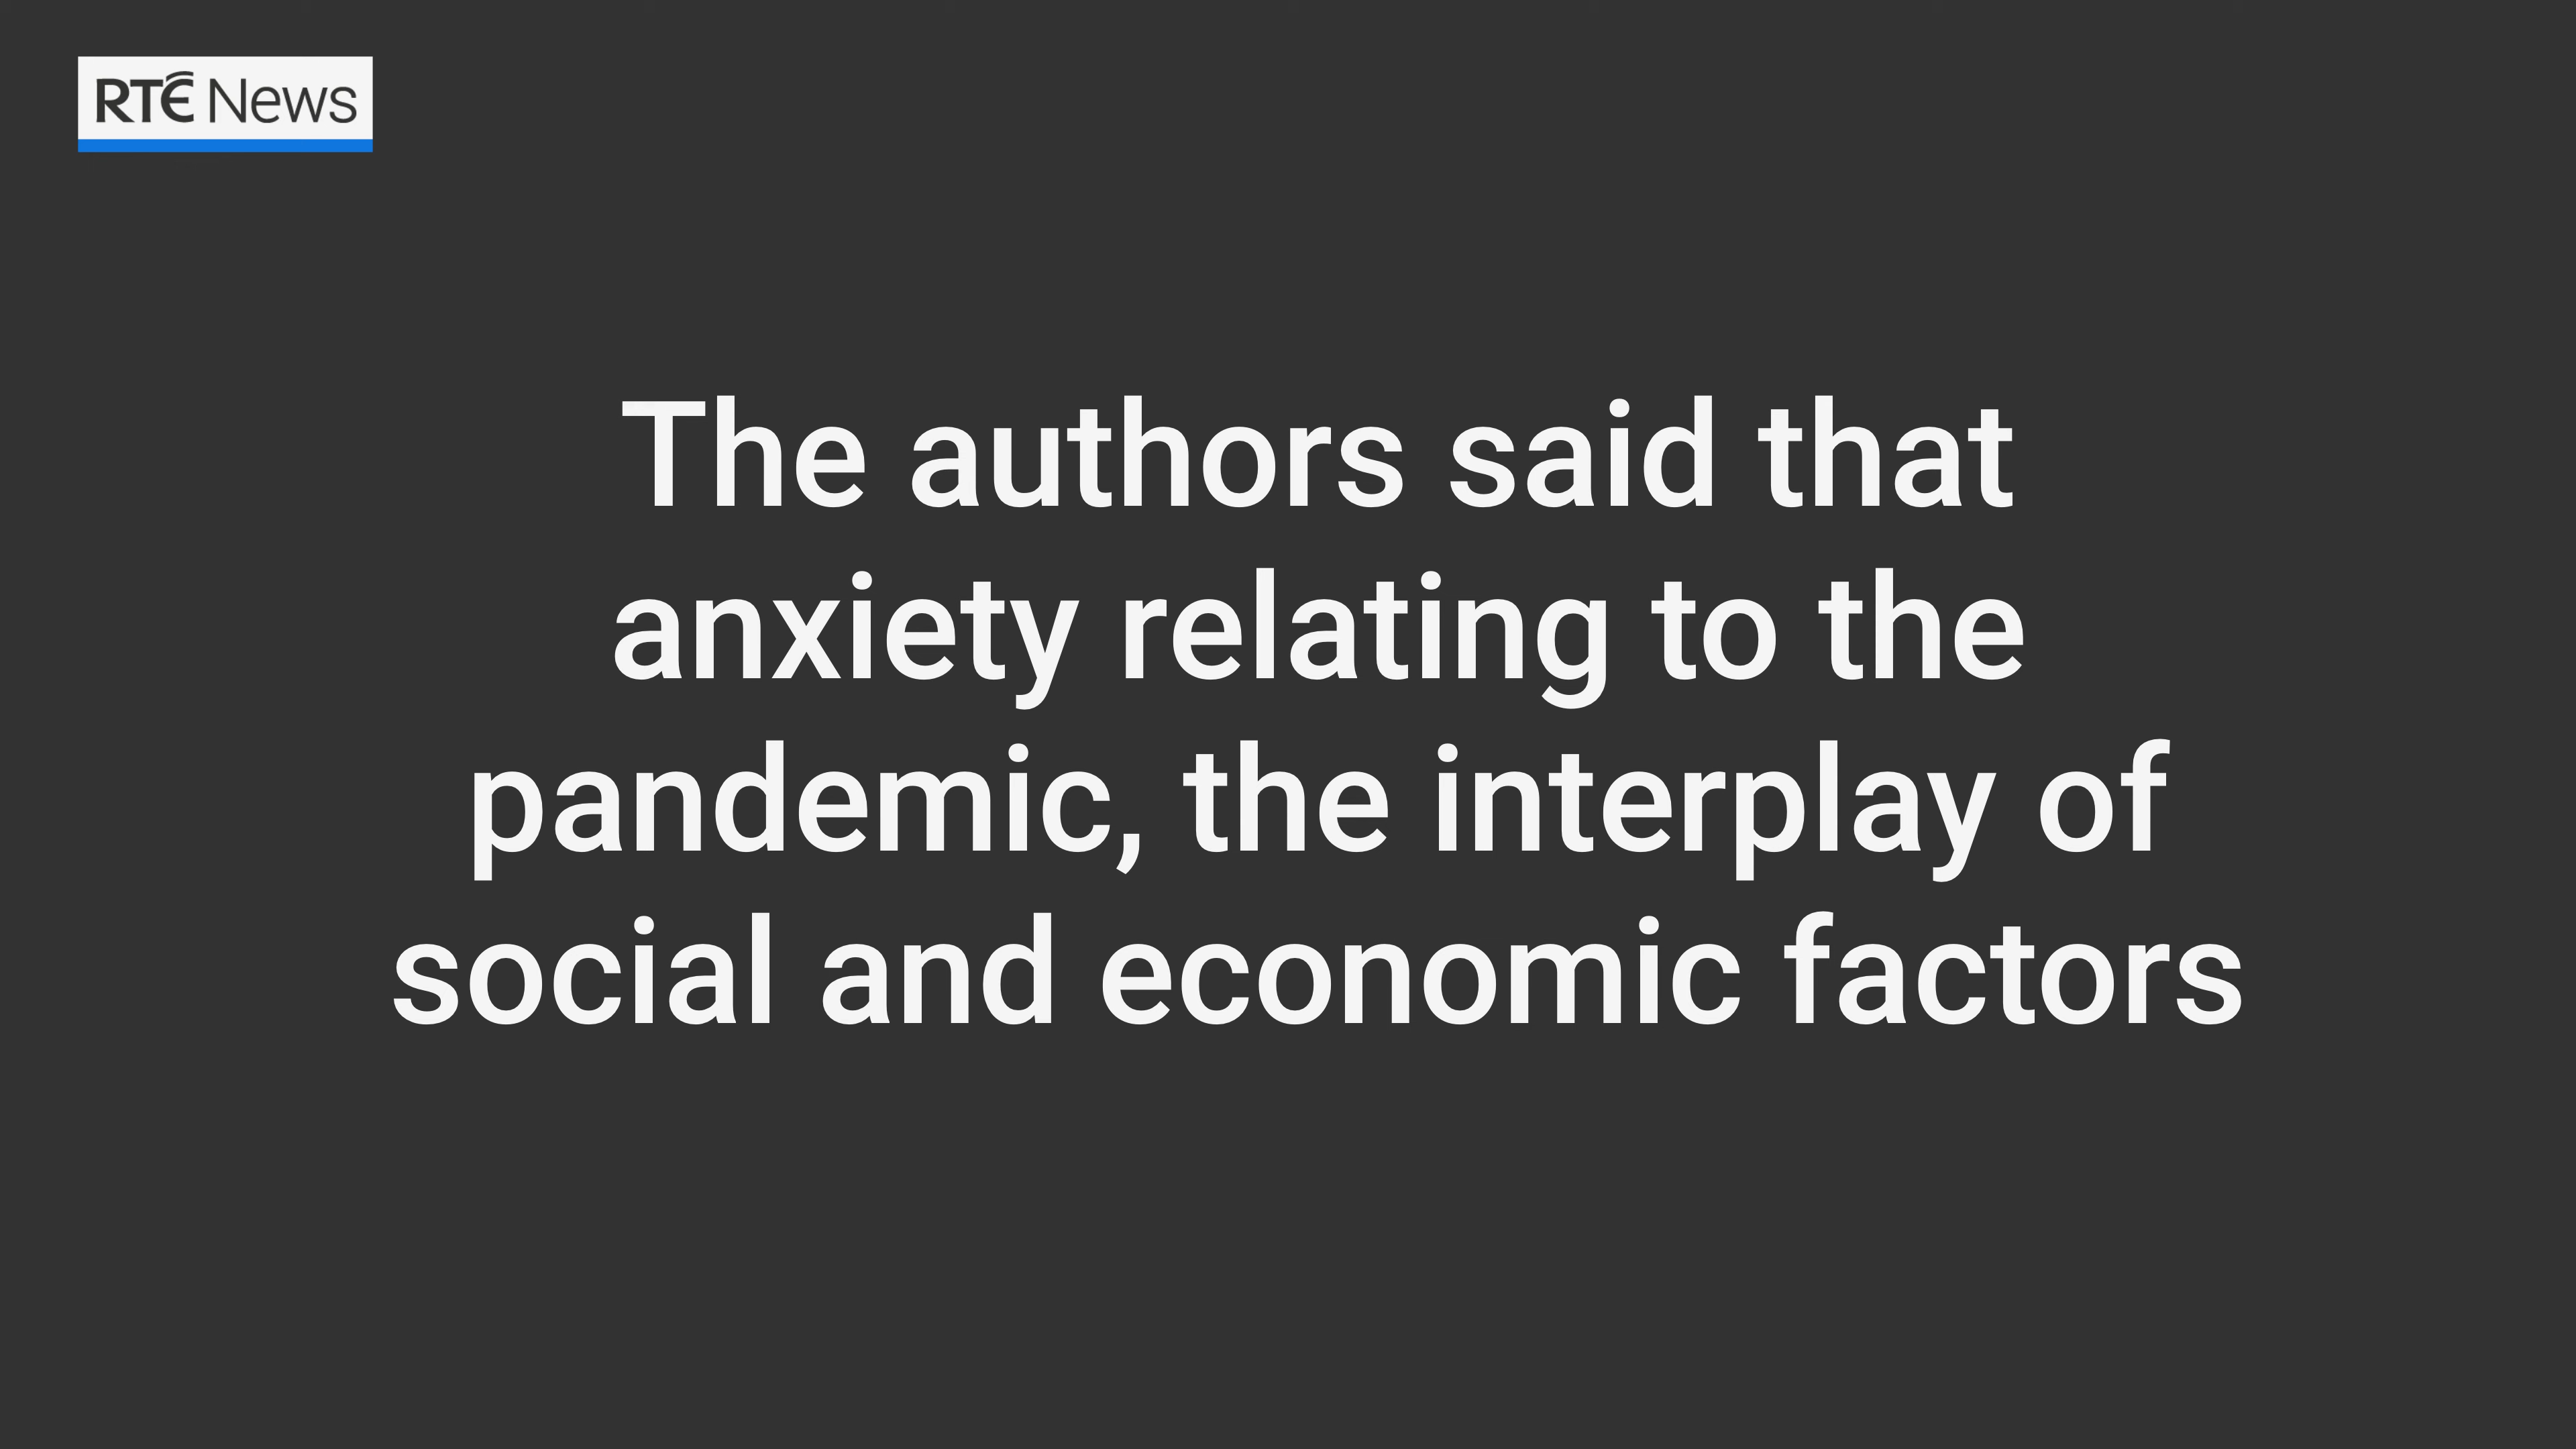 RTÉ News
The authors said that
anxiety relating to the
pandemic, the interplay of
social and economic factors